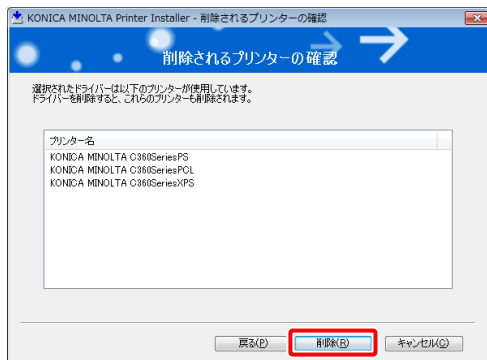 KONICA MINOLTA Printer Installer - 削除されるプリンターの確認
削除されるプリンターの確認
選択されたドライバーは以下のプリンターが使用しています。
ドライバーを削除すると、これらのプリンターも削除されます。
プリンター名
KONICA MINOLTA C360SeriesPS
KONICA MINOLTA C360SeriesPCL
KONICA MINOLTA C360SeriesXPS
戻る(P) 削除(R) キャンセル(C)